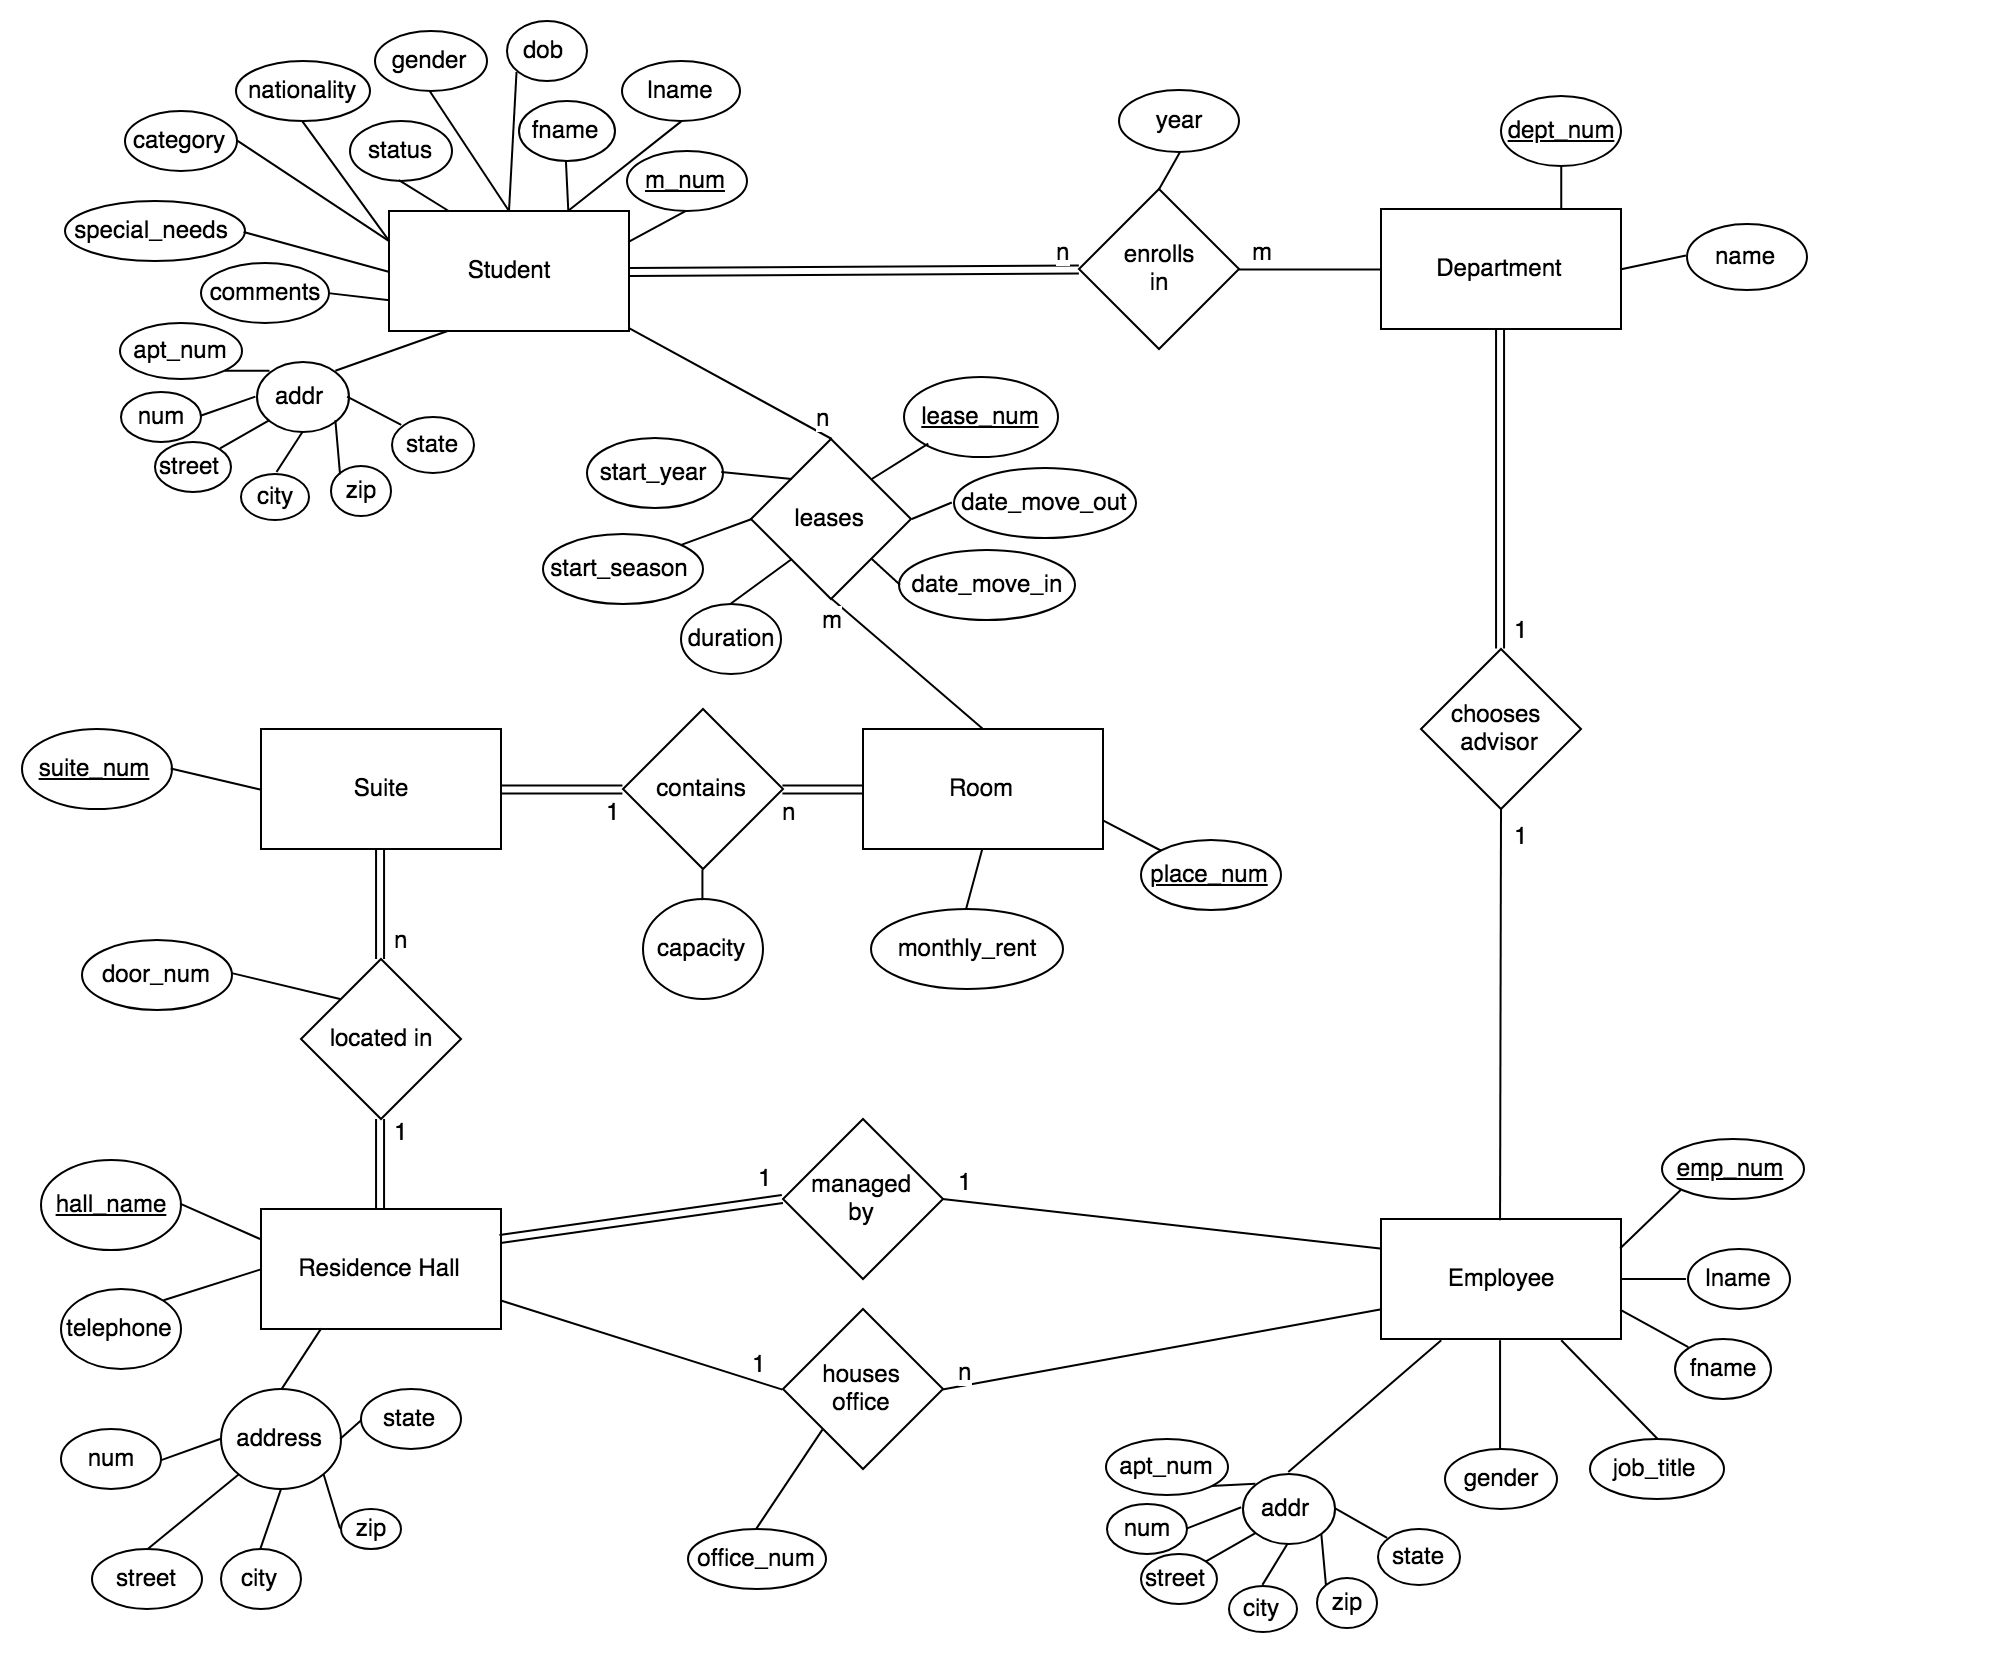 dob
gender
nationality
lname
category
status
fname
m_num
special_needs
Student
comments
year
enrolls
in
n
m
dept_num
Department
name
apt_num
addr
num
street
city
zip
state
n
lease_num
start_year
leases
date_move_out
start_season
date_move_in
duration
m
1
chooses
advisor
1
suite_num
Suite
1
contains
n
Room
capacity
monthly_rent
place_num
n
door_num
located in
1
hall_name
Residence Hall
telephone
1
managed
by
1
1
houses
office
n
office_num
address
state
num
zip
street
city
emp_num
Employee
lname
fname
job_title
gender
apt_num
addr
num
street
city
zip
state